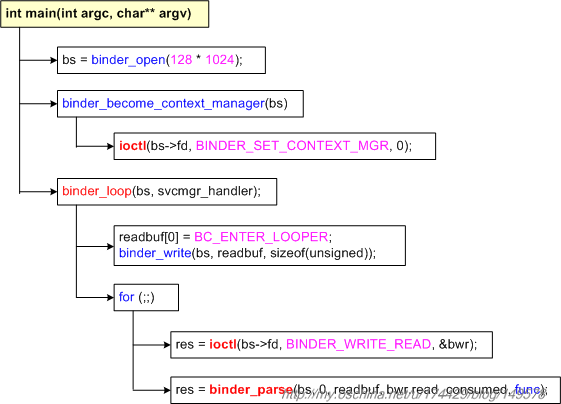 int main(int argc, char** argv)
bs = binder_open(128 * 1024);
binder_become_context_manager(bs)
ioctl(bs->fd, BINDER_SET_CONTEXT_MGR, 0);
binder_loop(bs, svcmgr_handler);
readbuf[0] = BC_ENTER_LOOPER;
binder_write(bs, readbuf, sizeof(unsigned));
for (;;)
res = ioctl(bs->fd, BINDER_WRITE_READ, &bwr);
res = binder_parse(bs, 0, readbuf, bwr.read_consumed, func);
http://my.oschina.net/u/174429/blog/149576